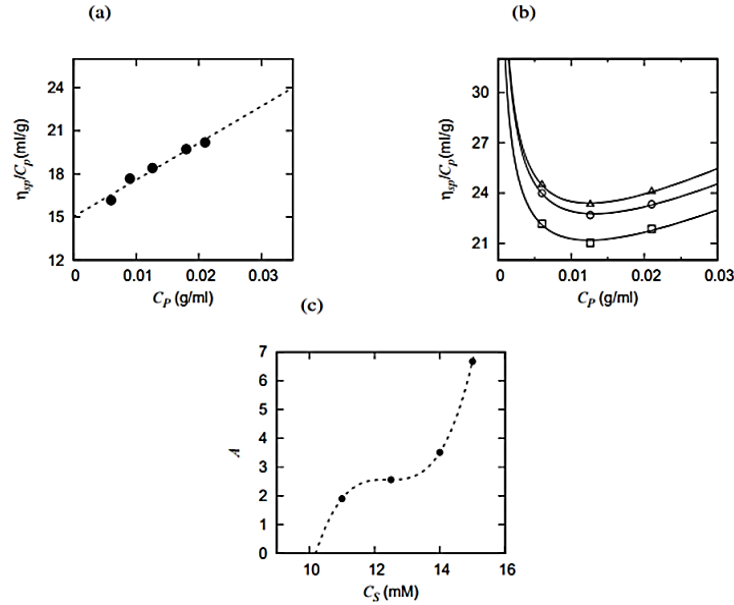 (a)
(b)
24
21
18
15
12
η_sp/C_p (ml/g)
0 0.01 0.02 0.03
C_P (g/ml)
30
27
24
21
η_sp/C_p (ml/g)
0 0.01 0.02 0.03
C_P (g/ml)
(c)
7
6
5
4
3
2
1
0
A
10 12 14 16
C_S (mM)